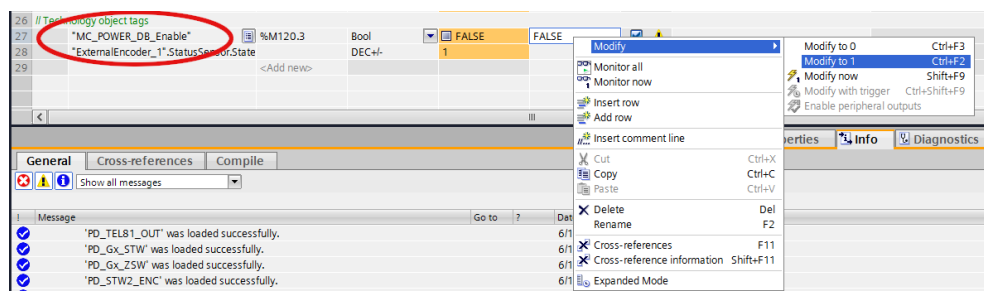 26 // Technology object tags
27 "MC_POWER_DB_Enable" %M120.3 Bool FALSE FALSE
28 "ExternalEncoder_1".StatusSensor.State DEC+/- 1
29 <Add new>
Modify
Monitor all
Monitor now
Insert row
Add row
Insert comment line
Cut Ctrl+X
Copy Ctrl+C
Paste Ctrl+V
Delete Del
Rename F2
Cross-references F11
Cross-reference information Shift+F11
Expanded Mode
Modify to 0 Ctrl+F3
Modify to 1 Ctrl+F2
Modify now Shift+F9
Modify with trigger Ctrl+Shift+F9
Enable peripheral outputs
perties Info Diagnostics
General Cross-references Compile
Show all messages
! Message Go to ? Dat
'PD_TEL81_OUT' was loaded successfully. 6/1
'PD_Gx_STW' was loaded successfully. 6/1
'PD_Gx_ZSW' was loaded successfully. 6/1
'PD_STW2_ENC' was loaded successfully. 6/1